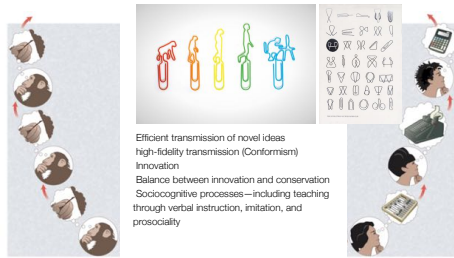 Efficient transmission of novel ideas
high-fidelity transmission (Conformism)
Innovation
Balance between innovation and conservation
Sociocognitive processes—including teaching
through verbal instruction, imitation, and
prosociality